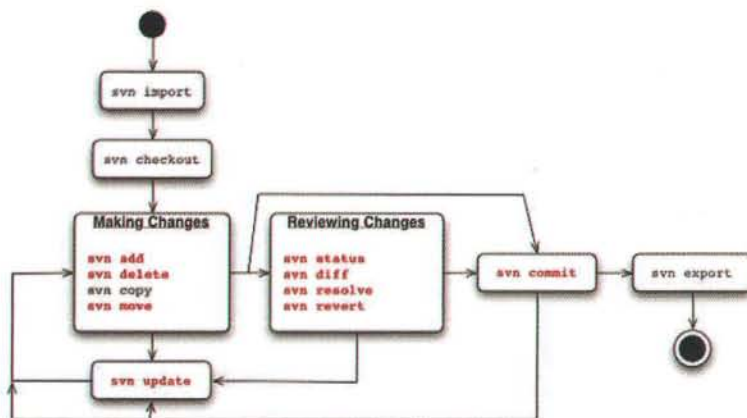 svn import
svn checkout
Making Changes
svn add
svn delete
svn copy
svn move
Reviewing Changes
svn status
svn diff
svn resolve
svn revert
svn commit
svn export
svn update